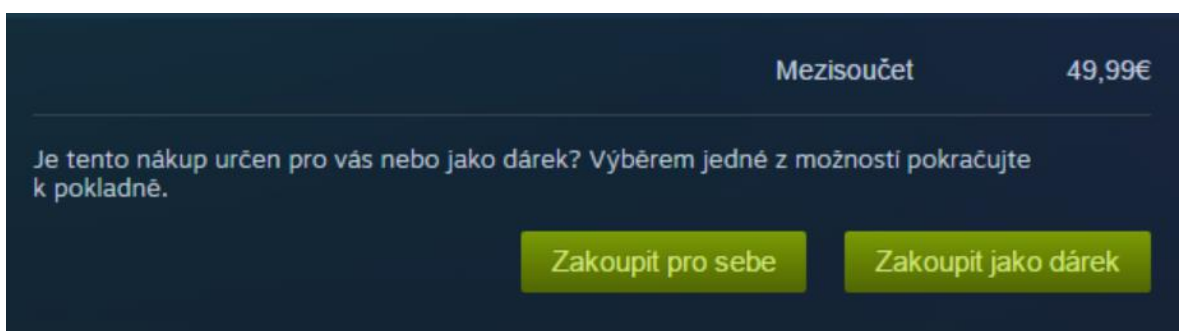 Mezisoučet 49,99€
Je tento nákup určen pro vás nebo jako dárek? Výběrem jedné z možností pokračujte
k pokladně.
Zakoupit pro sebe Zakoupit jako dárek